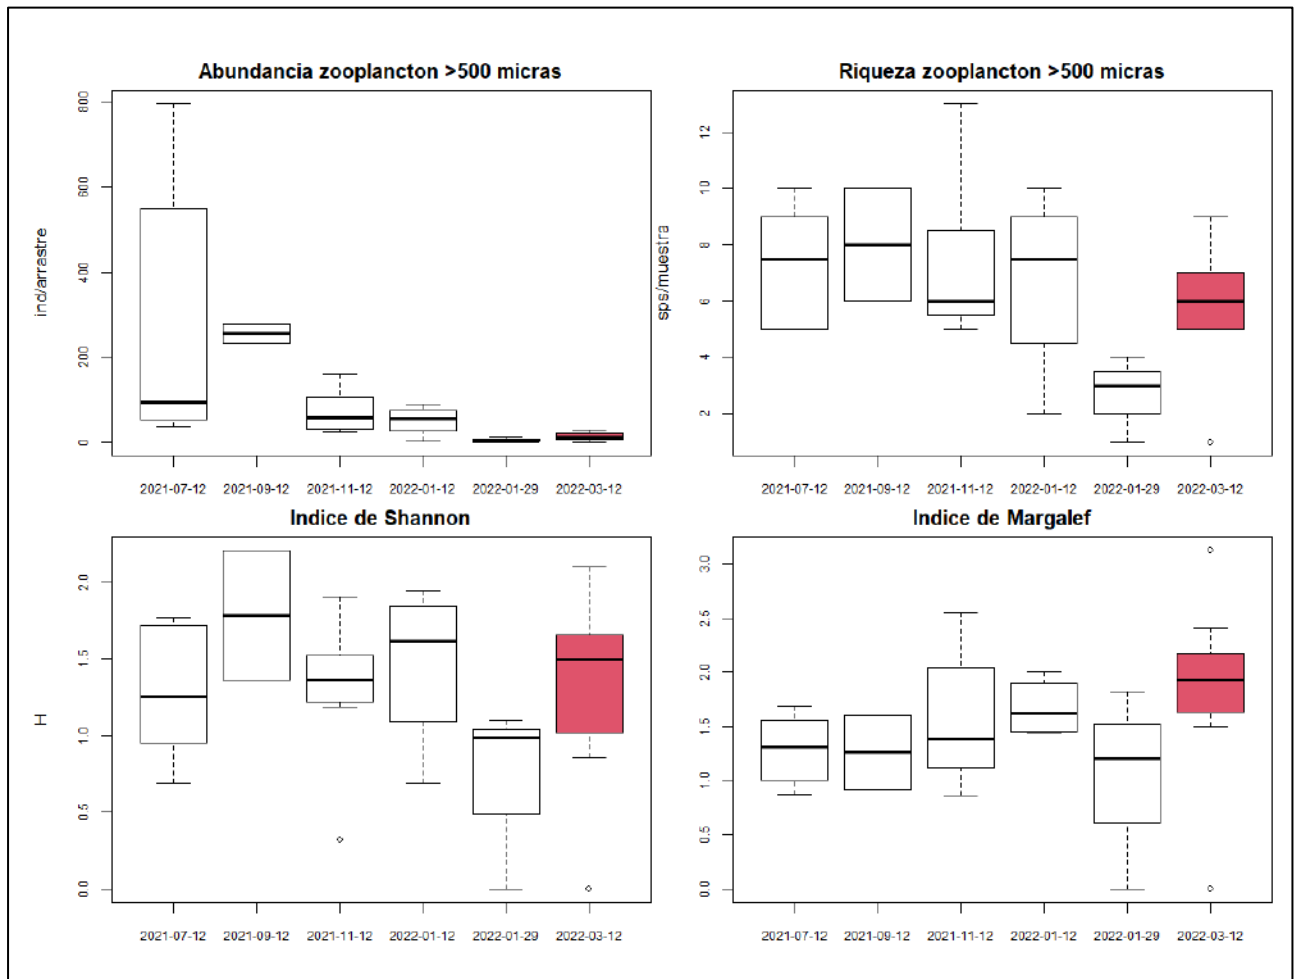 Abundancia zooplancton >500 micras
ind/arrastre
800
600
400
200
0
2021-07-12 2021-09-12 2021-11-12 2022-01-12 2022-01-29 2022-03-12
Riqueza zooplancton >500 micras
sps/muestra
12
10
8
6
4
2
2021-07-12 2021-09-12 2021-11-12 2022-01-12 2022-01-29 2022-03-12
Indice de Shannon
H
2.0
1.5
1.0
0.5
0.0
2021-07-12 2021-09-12 2021-11-12 2022-01-12 2022-01-29 2022-03-12
Indice de Margalef
3.0
2.5
2.0
1.5
1.0
0.5
0.0
2021-07-12 2021-09-12 2021-11-12 2022-01-12 2022-01-29 2022-03-12